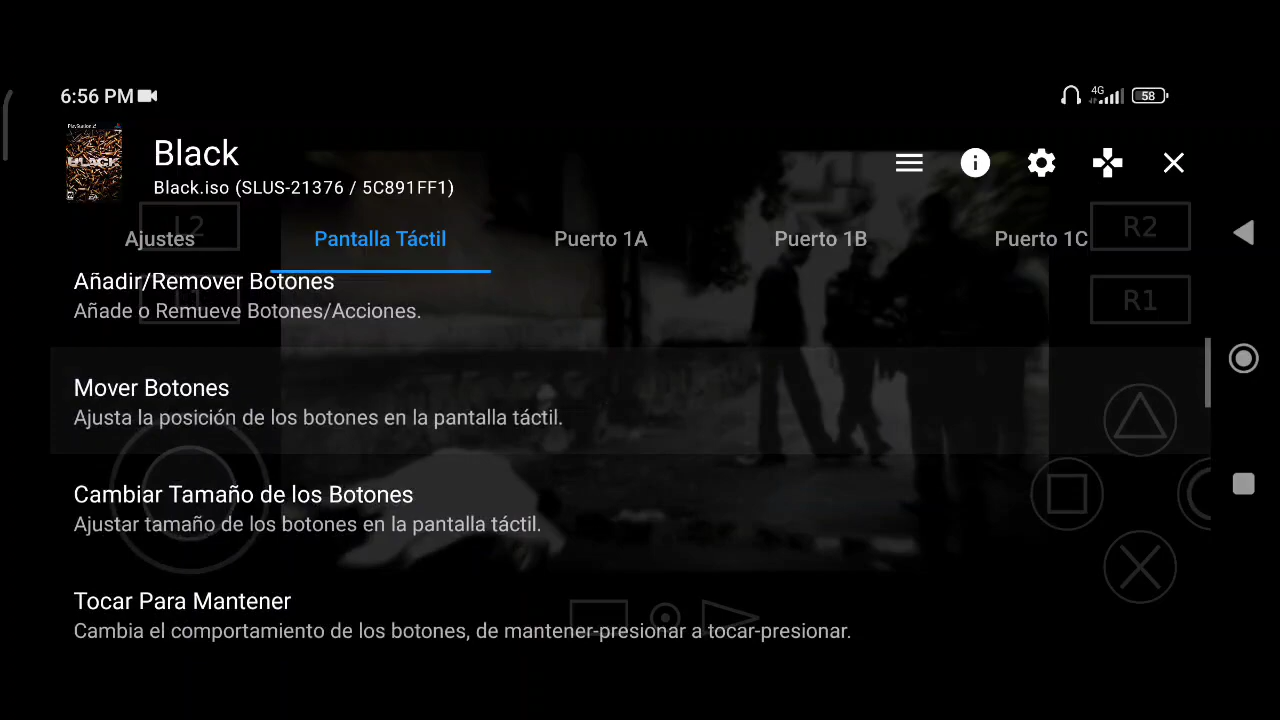 6:56 PM
4G
58
PlayStation 2
BLACK
Black
Black.iso (SLUS-21376 / 5C891FF1)
L2
R2
Ajustes
Pantalla Táctil
Puerto 1A
Puerto 1B
Puerto 1C
L1
R1
Añadir/Remover Botones
Añade o Remueve Botones/Acciones.
Mover Botones
Ajusta la posición de los botones en la pantalla táctil.
Cambiar Tamaño de los Botones
Ajustar tamaño de los botones en la pantalla táctil.
Tocar Para Mantener
Cambia el comportamiento de los botones, de mantener-presionar a tocar-presionar.